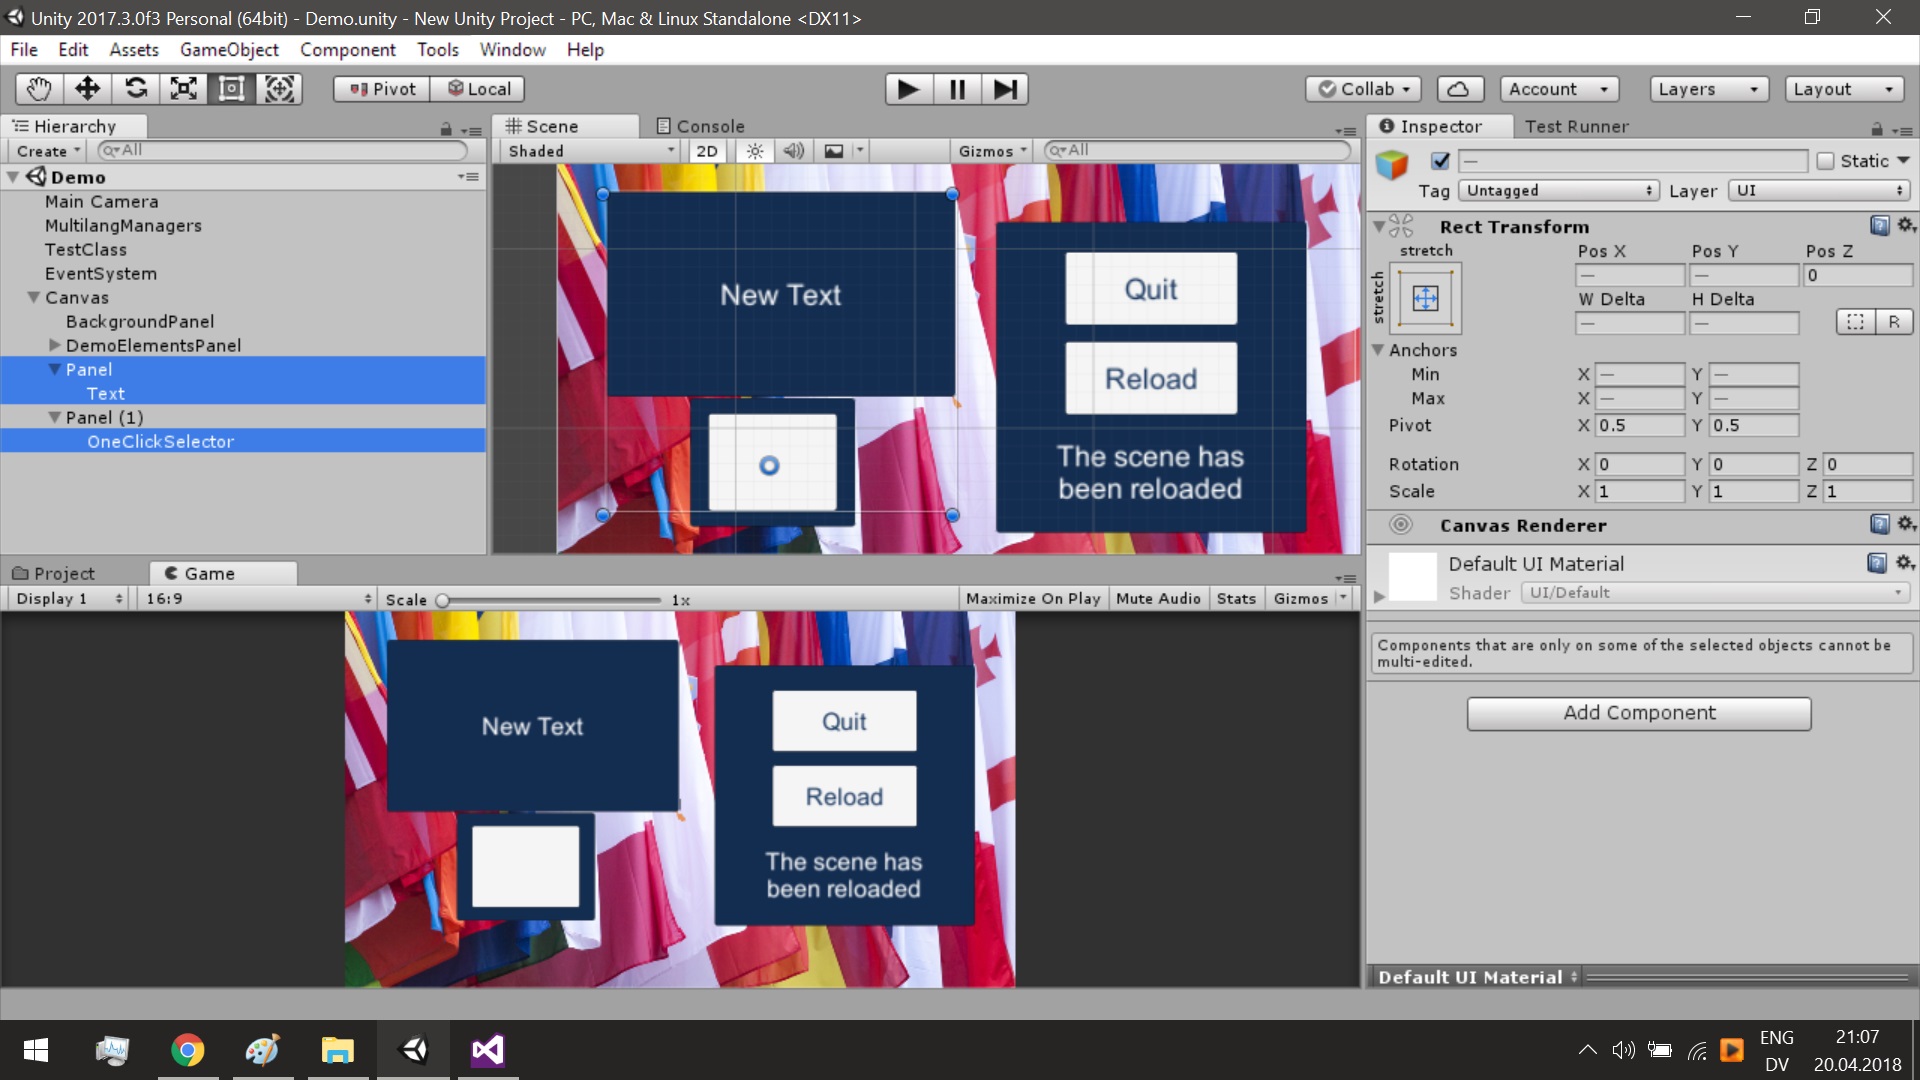 Unity 2017.3.0f3 Personal (64bit) - Demo.unity - New Unity Project - PC, Mac & Linux Standalone <DX11>
File Edit Assets GameObject Component Tools Window Help
Pivot Local Collab Account Layers Layout
Hierarchy
Create All
Demo
Main Camera
MultilangManagers
TestClass
EventSystem
Canvas
BackgroundPanel
DemoElementsPanel
Panel
Text
Panel (1)
OneClickSelector
Scene Console
Shaded 2D Gizmos All
New Text
Quit
Reload
The scene has
been reloaded
Project Game
Display 1 16:9 Scale 1x Maximize On Play Mute Audio Stats Gizmos
New Text
Quit
Reload
The scene has
been reloaded
Inspector Test Runner
— Static
Tag Untagged Layer UI
Rect Transform
stretch Pos X Pos Y Pos Z
stretch — — 0
W Delta H Delta
— — R
Anchors
Min X — Y —
Max X — Y —
Pivot X 0.5 Y 0.5
Rotation X 0 Y 0 Z 0
Scale X 1 Y 1 Z 1
Canvas Renderer
Default UI Material
Shader UI/Default
Components that are only on some of the selected objects cannot be
multi-edited.
Add Component
Default UI Material
ENG 21:07
DV 20.04.2018